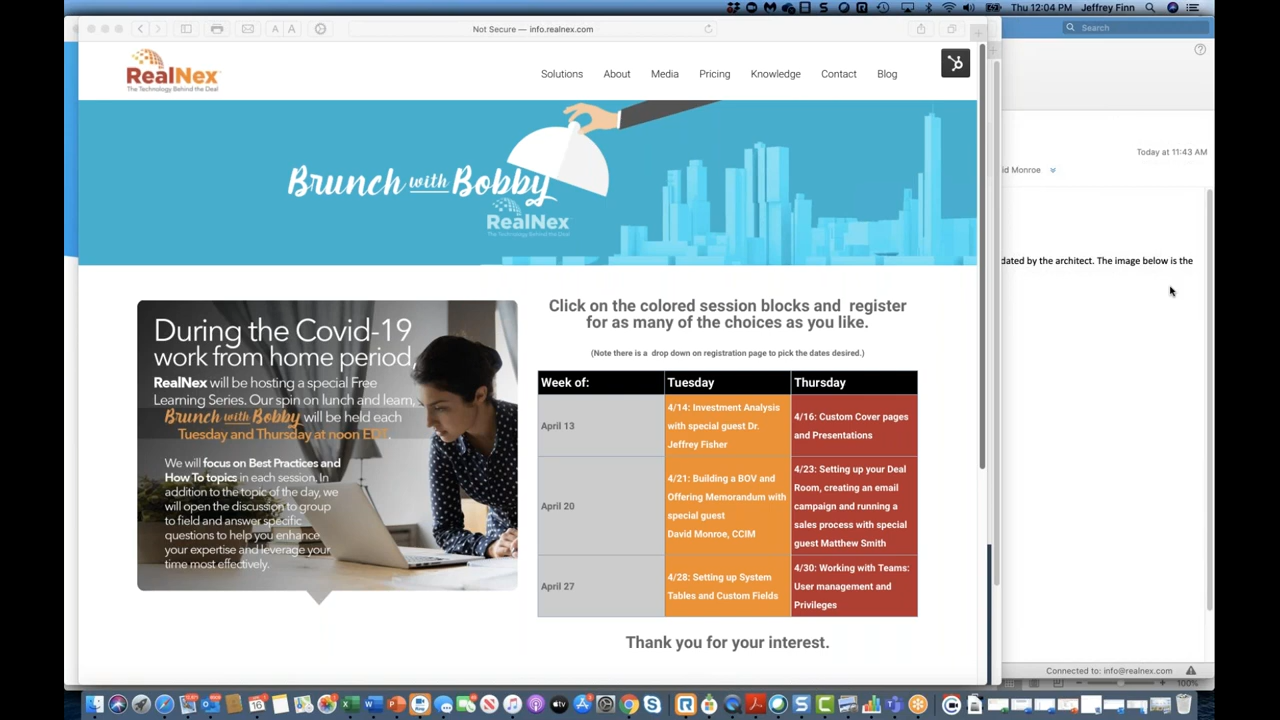 Thu 12:04 PM Jeffrey Finn
Not Secure — info.realnex.com
Search
A A
RealNex
The Technology Behind the Deal
Solutions About Media Pricing Knowledge Contact Blog
Today at 11:43 AM
id Monroe
Brunch with Bobby
RealNex
The Technology Behind the Deal
dated by the architect. The image below is the
During the Covid-19
work from home period,
RealNex will be hosting a special Free
Learning Series. Our spin on lunch and learn,
Brunch with Bobby will be held each
Tuesday and Thursday at noon EDT.
We will focus on Best Practices and
How To topics in each session. In
addition to the topic of the day, we
will open the discussion to group
to field and answer specific
questions to help you enhance
your expertise and leverage your
time most effectively.
Click on the colored session blocks and register
for as many of the choices as you like.
(Note there is a drop down on registration page to pick the dates desired.)
Week of: Tuesday Thursday
April 13
4/14: Investment Analysis
with special guest Dr.
Jeffrey Fisher
4/16: Custom Cover pages
and Presentations
April 20
4/21: Building a BOV and
Offering Memorandum with
special guest
David Monroe, CCIM
4/23: Setting up your Deal
Room, creating an email
campaign and running a
sales process with special
guest Matthew Smith
April 27
4/28: Setting up System
Tables and Custom Fields
4/30: Working with Teams:
User management and
Privileges
Thank you for your interest.
Connected to: info@realnex.com
100%